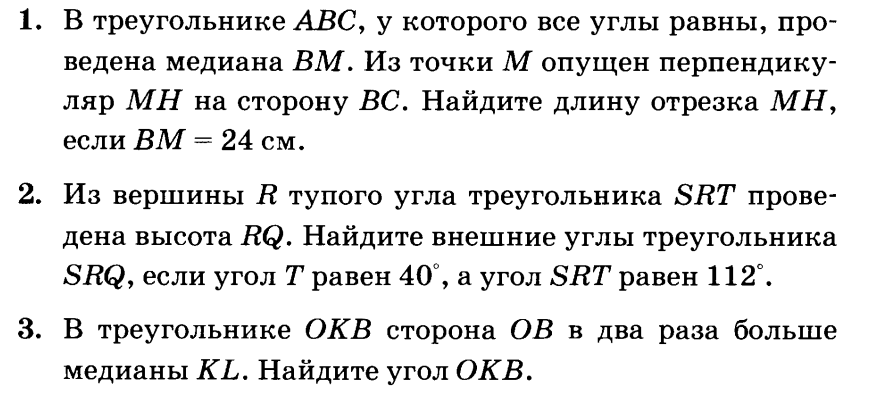 1. В треугольнике ABC, у которого все углы равны, про-
ведена медиана BM. Из точки M опущен перпендику-
ляр MH на сторону BC. Найдите длину отрезка MH,
если BM = 24 см.
2. Из вершины R тупого угла треугольника SRT прове-
дена высота RQ. Найдите внешние углы треугольника
SRQ, если угол T равен 40°, а угол SRT равен 112°.
3. В треугольнике OKB сторона OB в два раза больше
медианы KL. Найдите угол OKB.